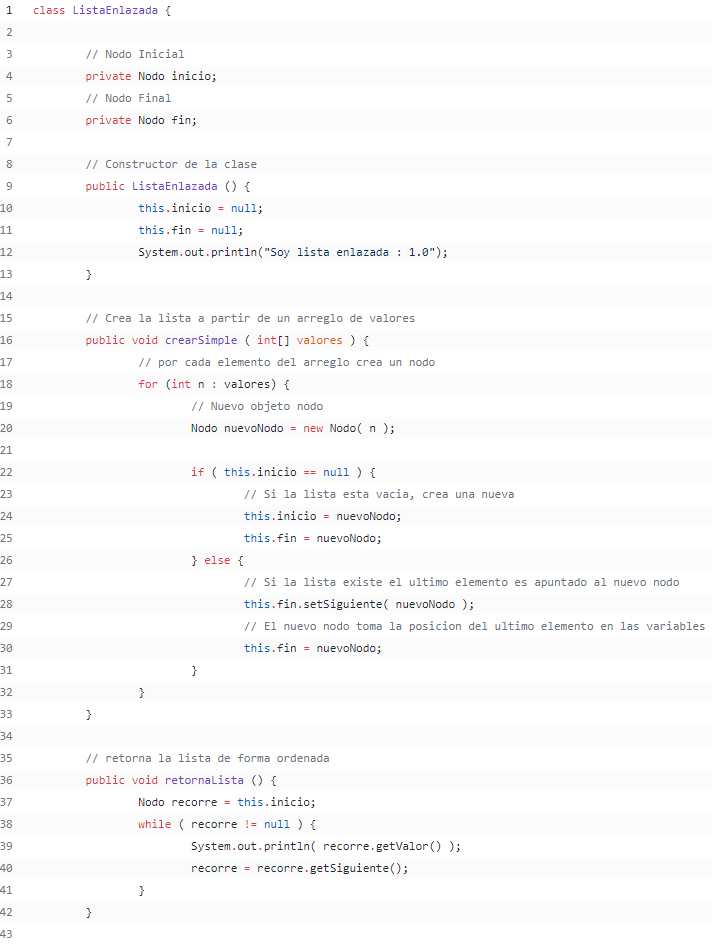 1 class ListaEnlazada {
2
3 // Nodo Inicial
4 private Nodo inicio;
5 // Nodo Final
6 private Nodo fin;
7
8 // Constructor de la clase
9 public ListaEnlazada () {
10 this.inicio = null;
11 this.fin = null;
12 System.out.println("Soy lista enlazada : 1.0");
13 }
14
15 // Crea la lista a partir de un arreglo de valores
16 public void crearSimple ( int[] valores ) {
17 // por cada elemento del arreglo crea un nodo
18 for (int n : valores) {
19 // Nuevo objeto nodo
20 Nodo nuevoNodo = new Nodo( n );
21
22 if ( this.inicio == null ) {
23 // Si la lista esta vacia, crea una nueva
24 this.inicio = nuevoNodo;
25 this.fin = nuevoNodo;
26 } else {
27 // Si la lista existe el ultimo elemento es apuntado al nuevo nodo
28 this.fin.setSiguiente( nuevoNodo );
29 // El nuevo nodo toma la posicion del ultimo elemento en las variables
30 this.fin = nuevoNodo;
31 }
32 }
33 }
34
35 // retorna la lista de forma ordenada
36 public void retornaLista () {
37 Nodo recorre = this.inicio;
38 while ( recorre != null ) {
39 System.out.println( recorre.getValor() );
40 recorre = recorre.getSiguiente();
41 }
42 }
43